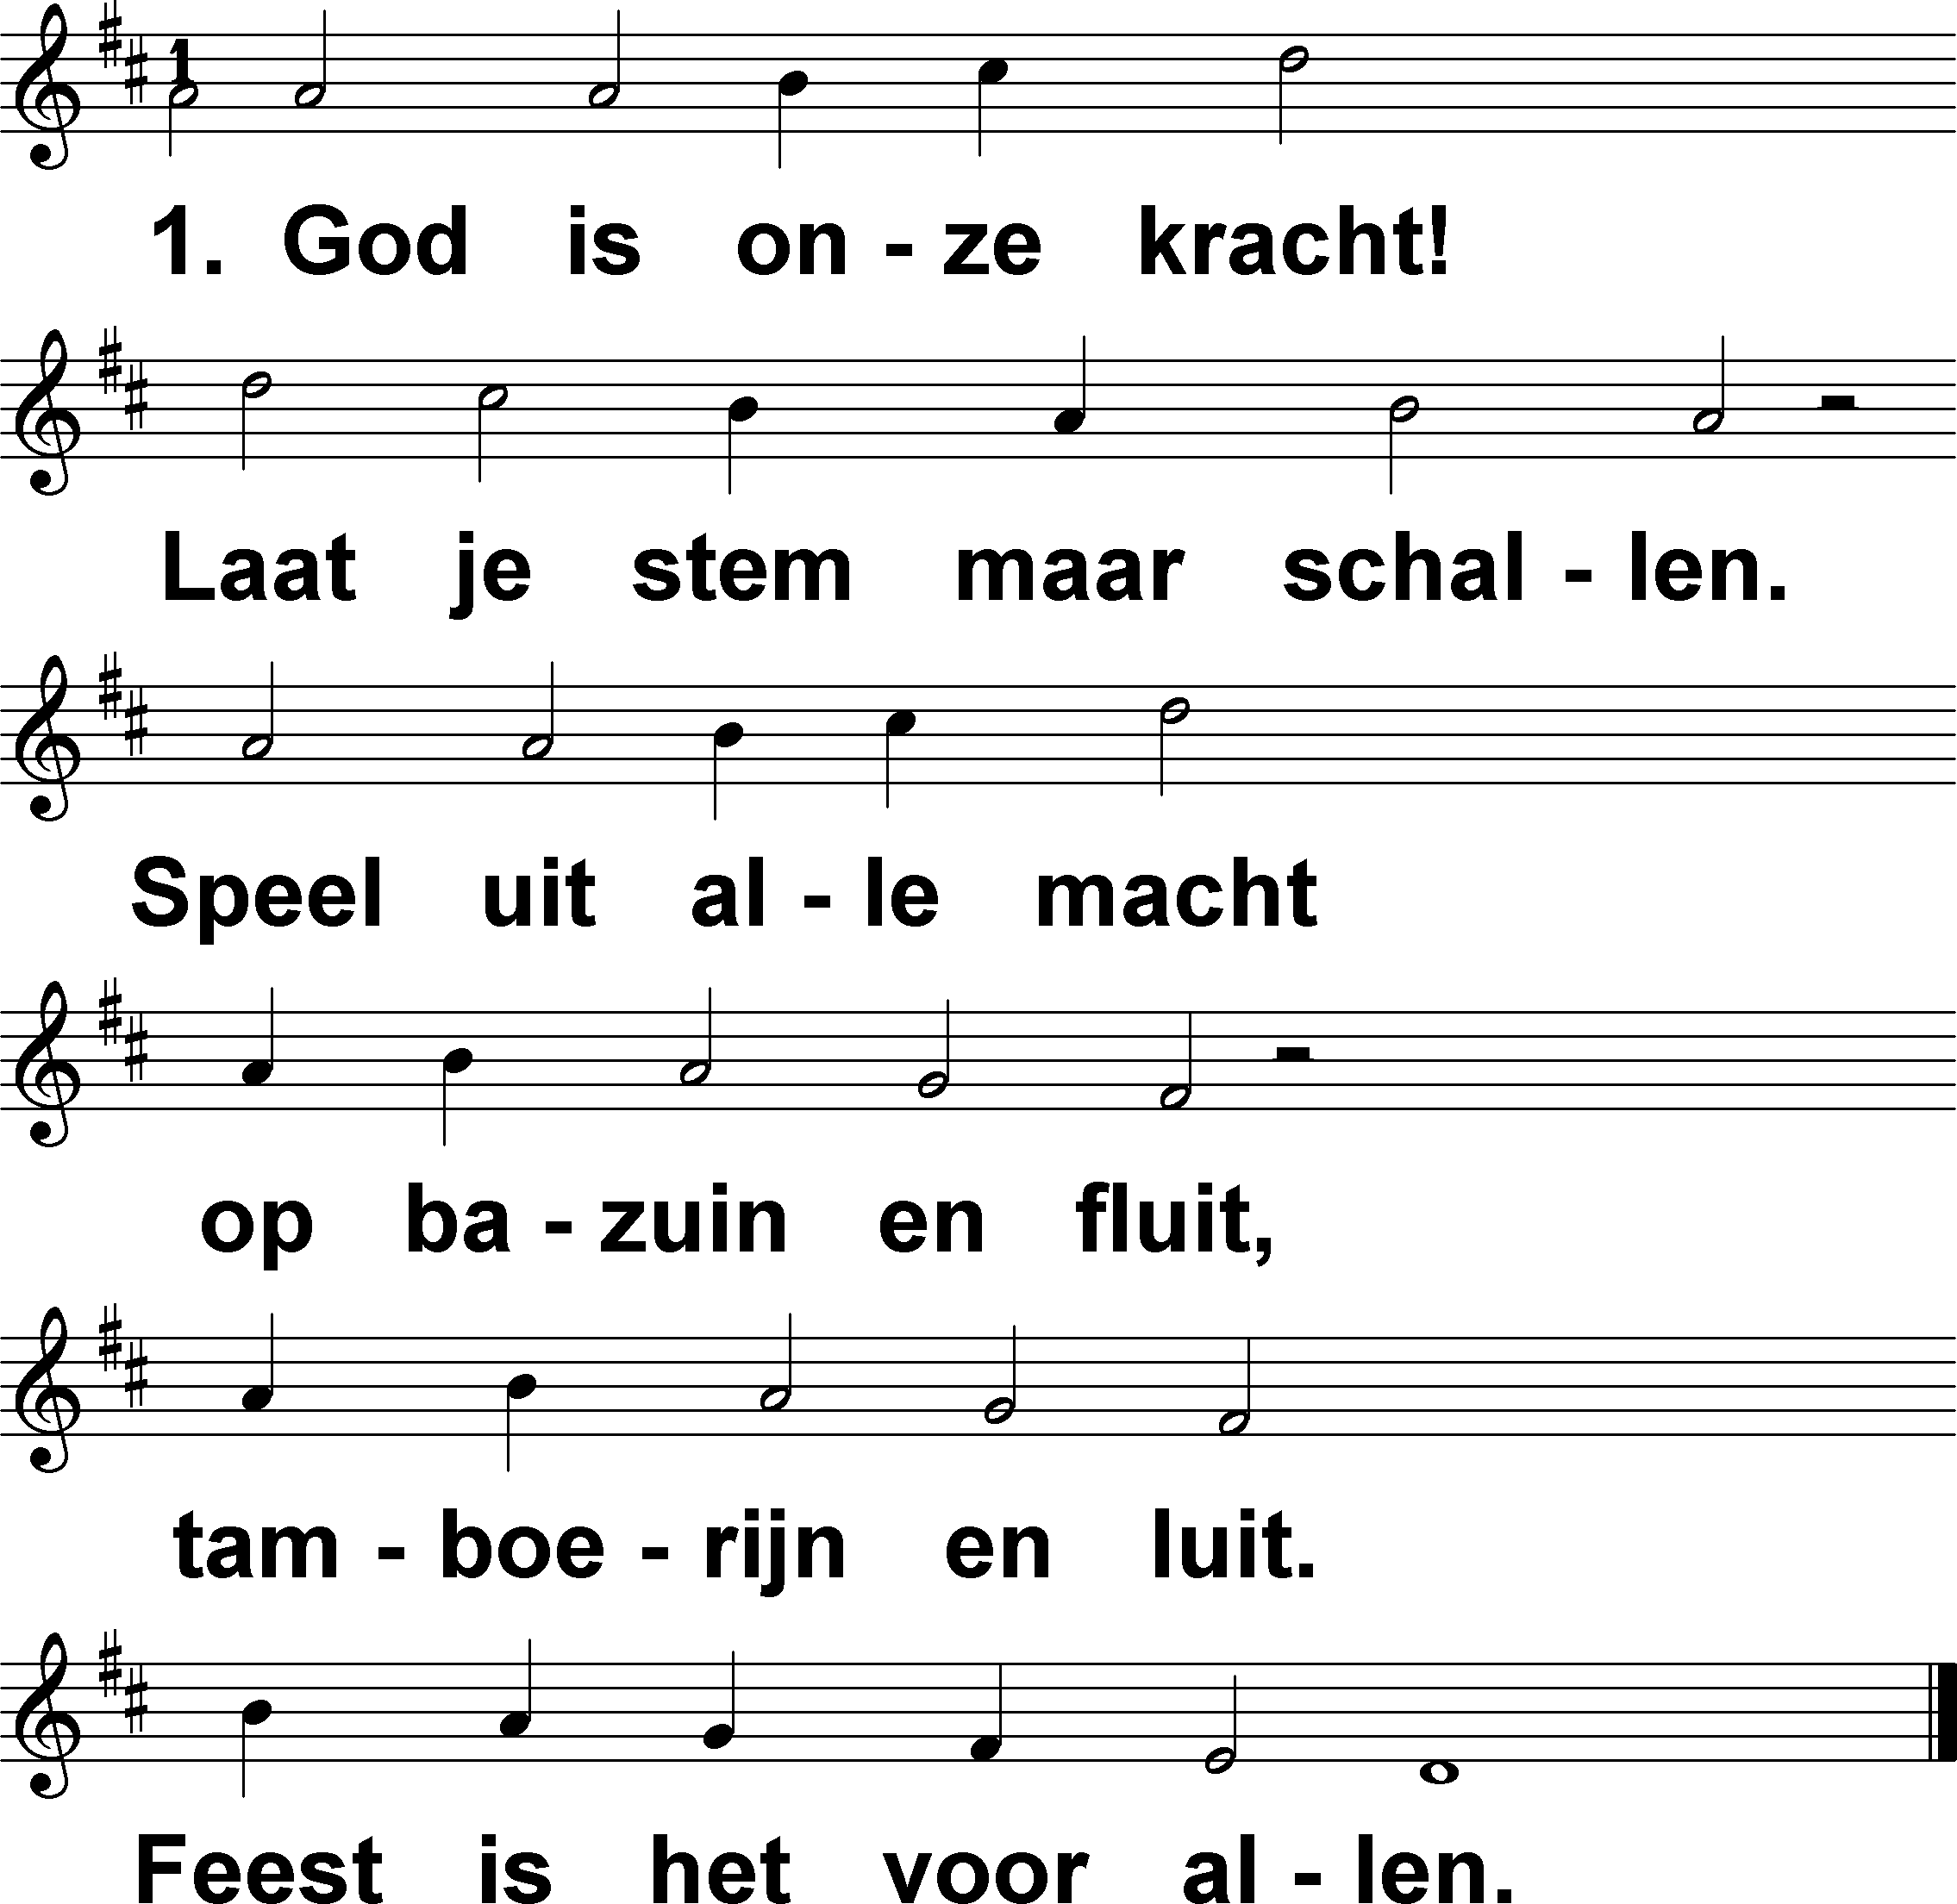 1. God is on - ze kracht!
Laat je stem maar schal - len.
Speel uit al - le macht
op ba - zuin en fluit,
tam - boe - rijn en luit.
Feest is het voor al - len.